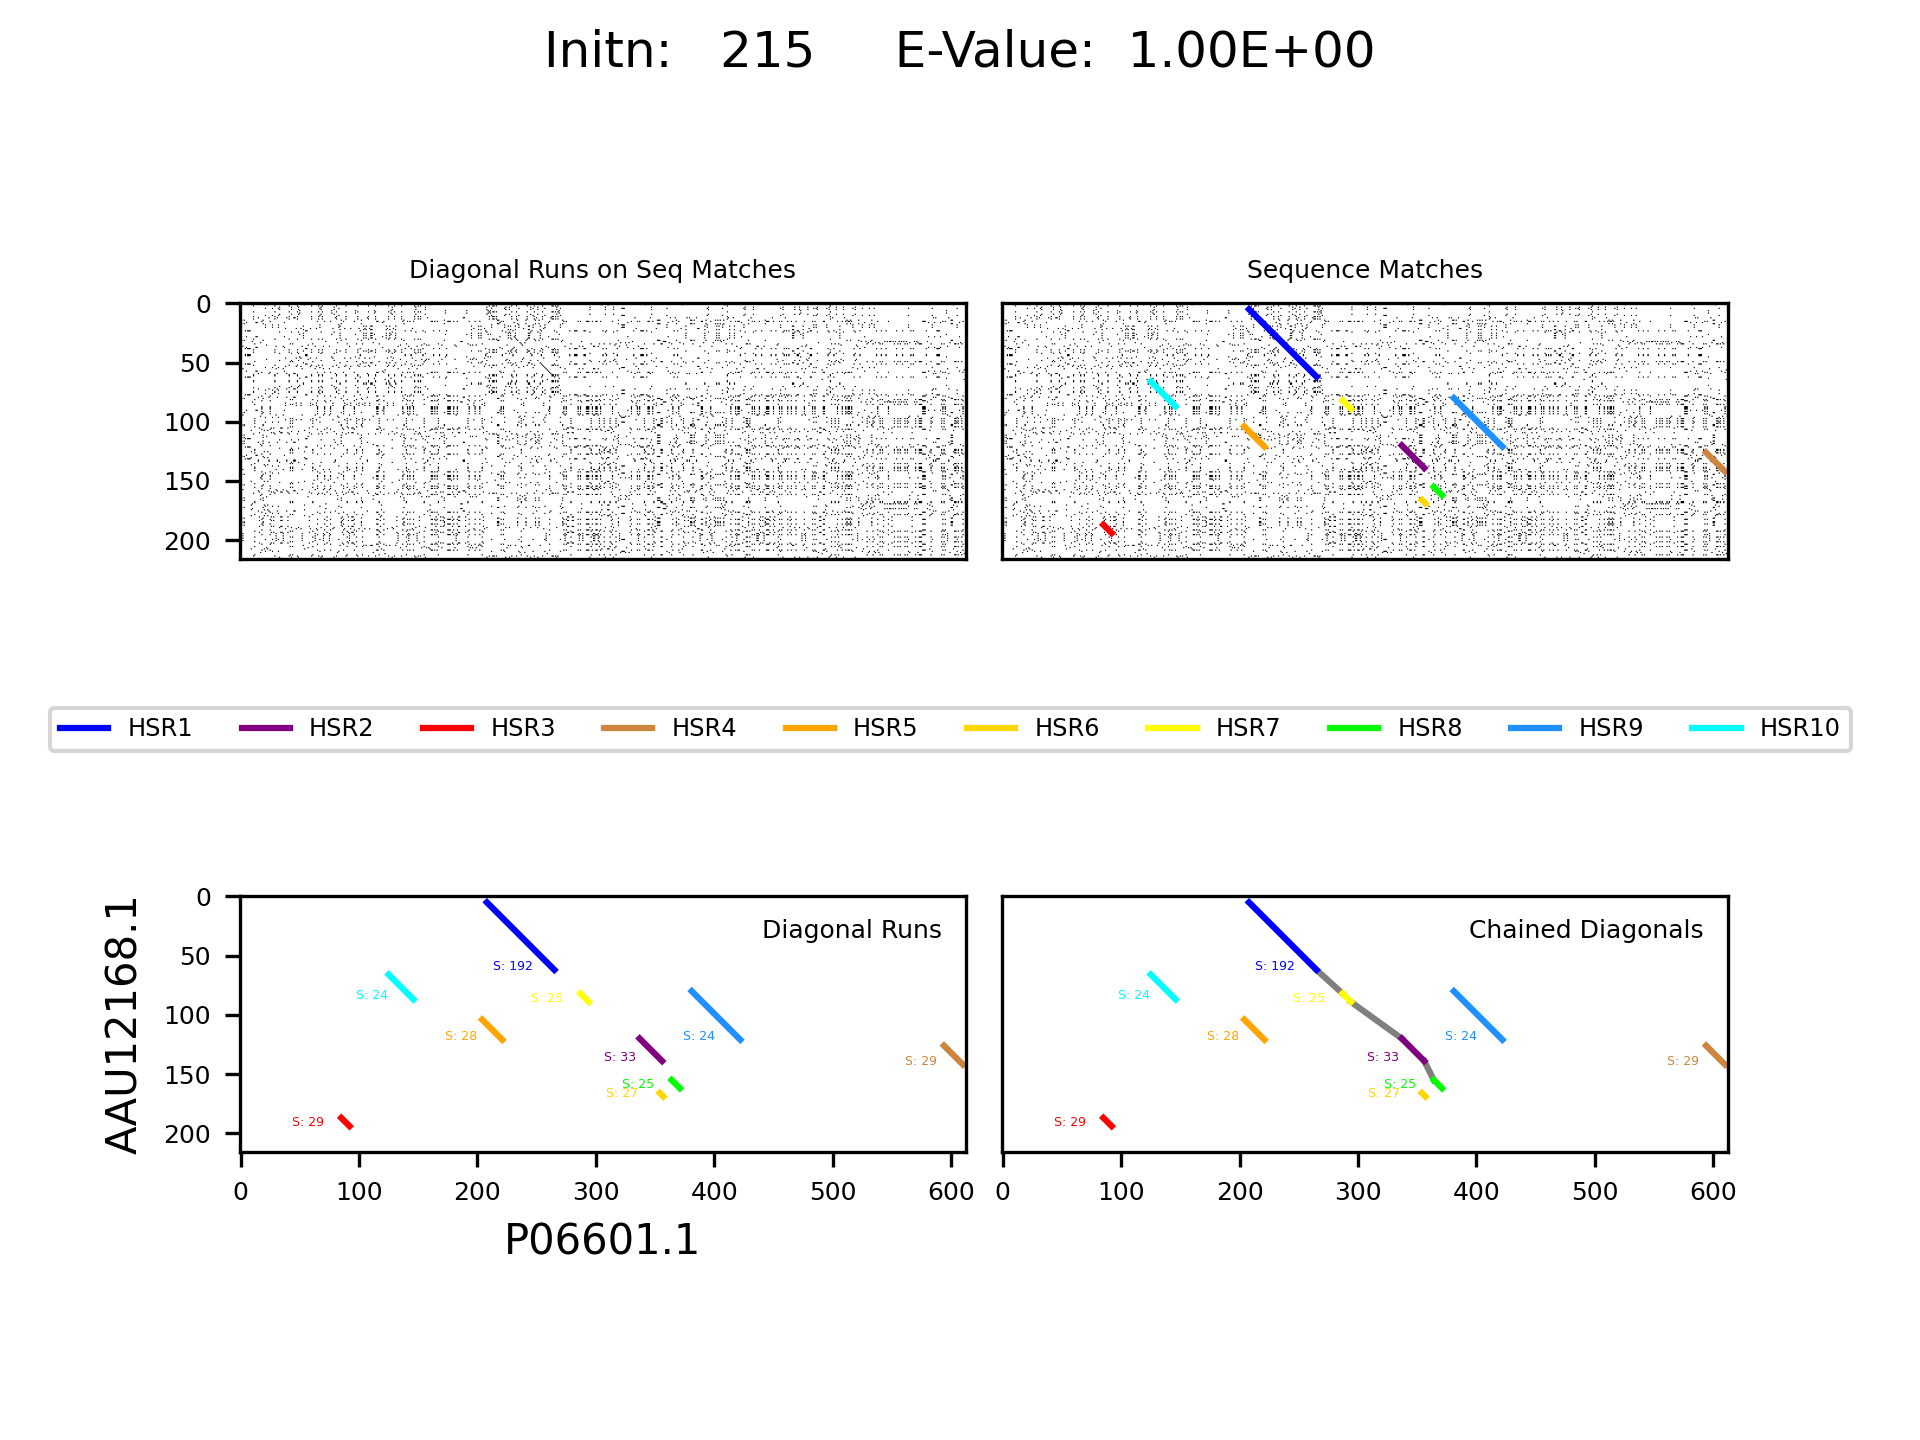 Initn:   215     E-Value:  1.00E+00
Diagonal Runs on Seq Matches
Sequence Matches
0
50
100
150
200
HSR1 HSR2 HSR3 HSR4 HSR5 HSR6 HSR7 HSR8 HSR9 HSR10
AAU12168.1
0
50
100
150
200
Diagonal Runs
S: 192
S: 24
S: 25
S: 28
S: 24
S: 33
S: 29
S: 25
S: 27
S: 29
0 100 200 300 400 500 600
P06601.1
Chained Diagonals
S: 192
S: 24
S: 25
S: 28
S: 24
S: 33
S: 29
S: 25
S: 27
S: 29
0 100 200 300 400 500 600